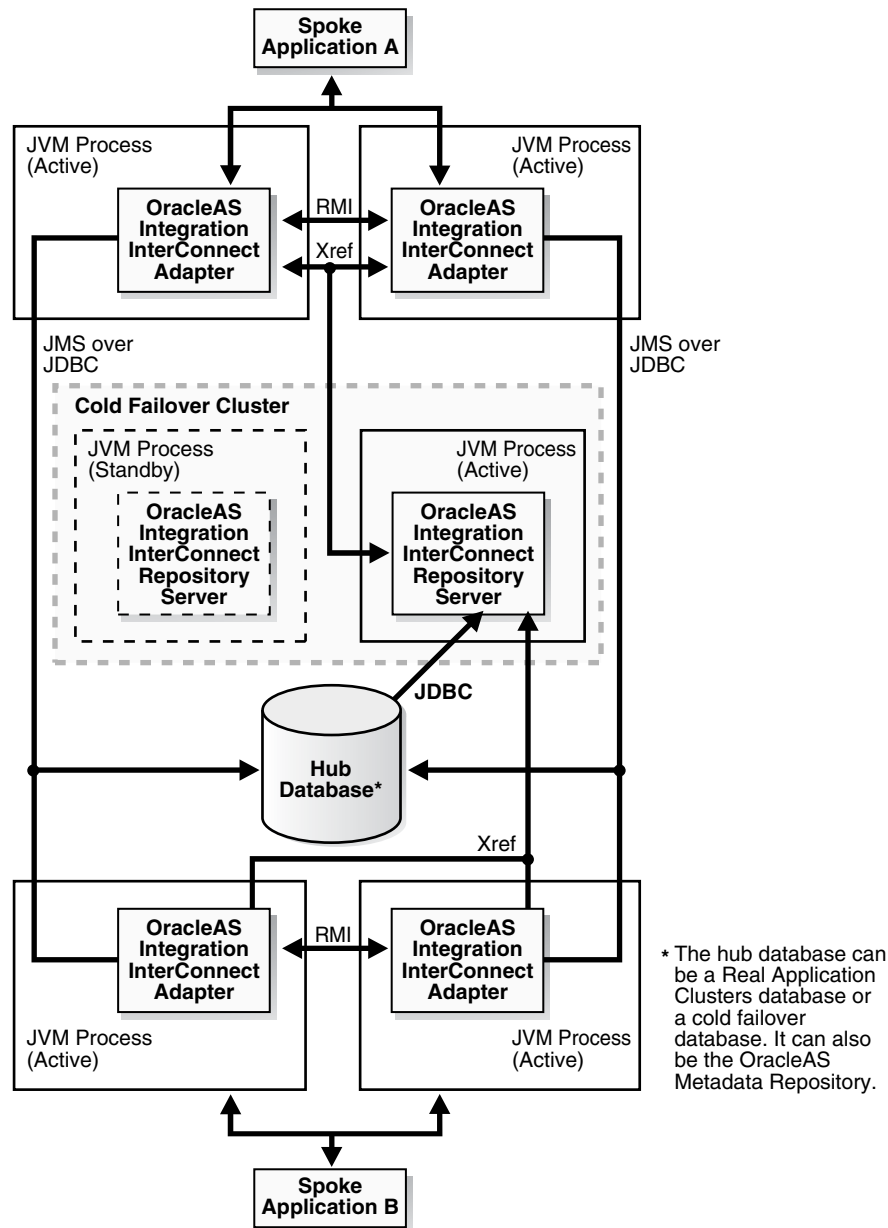 Spoke
Application A
JVM Process
(Active)
JVM Process
(Active)
OracleAS
Integration
InterConnect
Adapter
RMI
Xref
OracleAS
Integration
InterConnect
Adapter
JMS over
JDBC
JMS over
JDBC
Cold Failover Cluster
JVM Process
(Standby)
OracleAS
Integration
InterConnect
Repository
Server
JVM Process
(Active)
OracleAS
Integration
InterConnect
Repository
Server
JDBC
Hub
Database*
Xref
OracleAS
Integration
InterConnect
Adapter
RMI
OracleAS
Integration
InterConnect
Adapter
JVM Process
(Active)
JVM Process
(Active)
* The hub database can
be a Real Application
Clusters database or
a cold failover
database. It can also
be the OracleAS
Metadata Repository.
Spoke
Application B